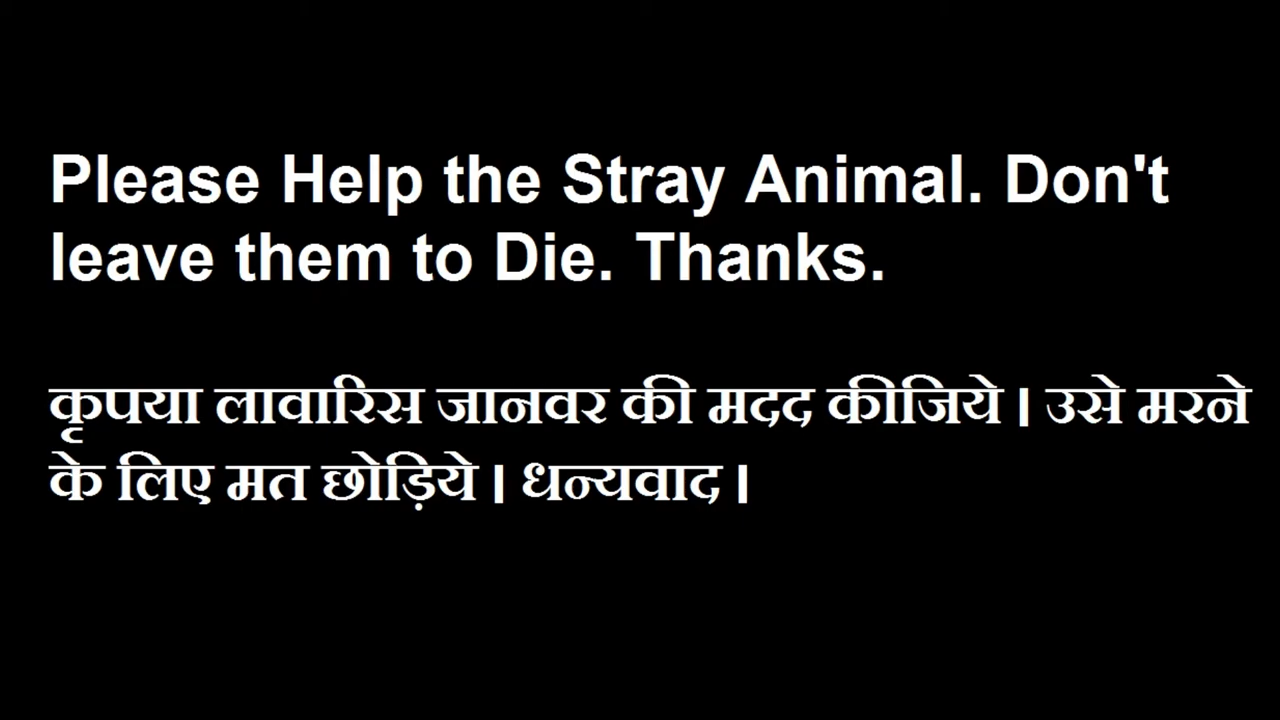 Please Help the Stray Animal. Don't
leave them to Die. Thanks.
कृपया लावारिस जानवर की मदद कीजिये । उसे मरने
के लिए मत छोड़िये । धन्यवाद ।